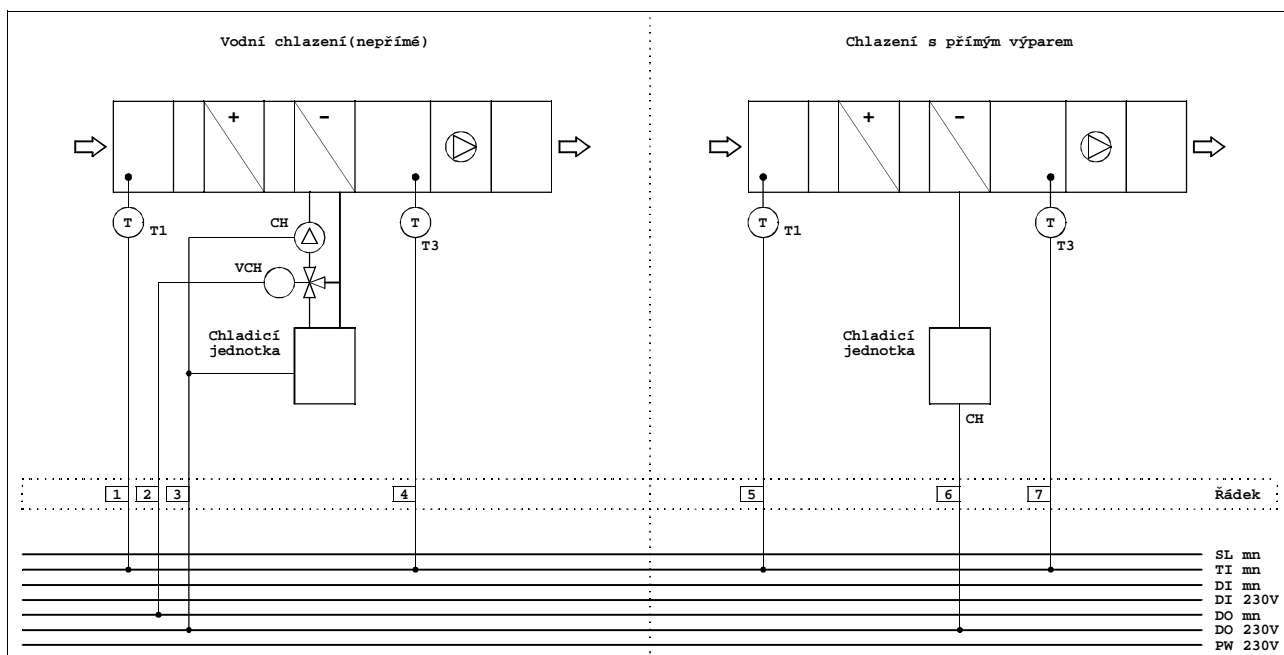 Vodní chlazení(nepřímé)
Chlazení s přímým výparem
+ -
+ -
T T1
CH
T T3
VCH
Chladicí
jednotka
T T1
T T3
Chladicí
jednotka
CH
1 2 3 4 5 6 7 Řádek
SL mn
TI mn
DI mn
DI 230V
DO mn
DO 230V
PW 230V